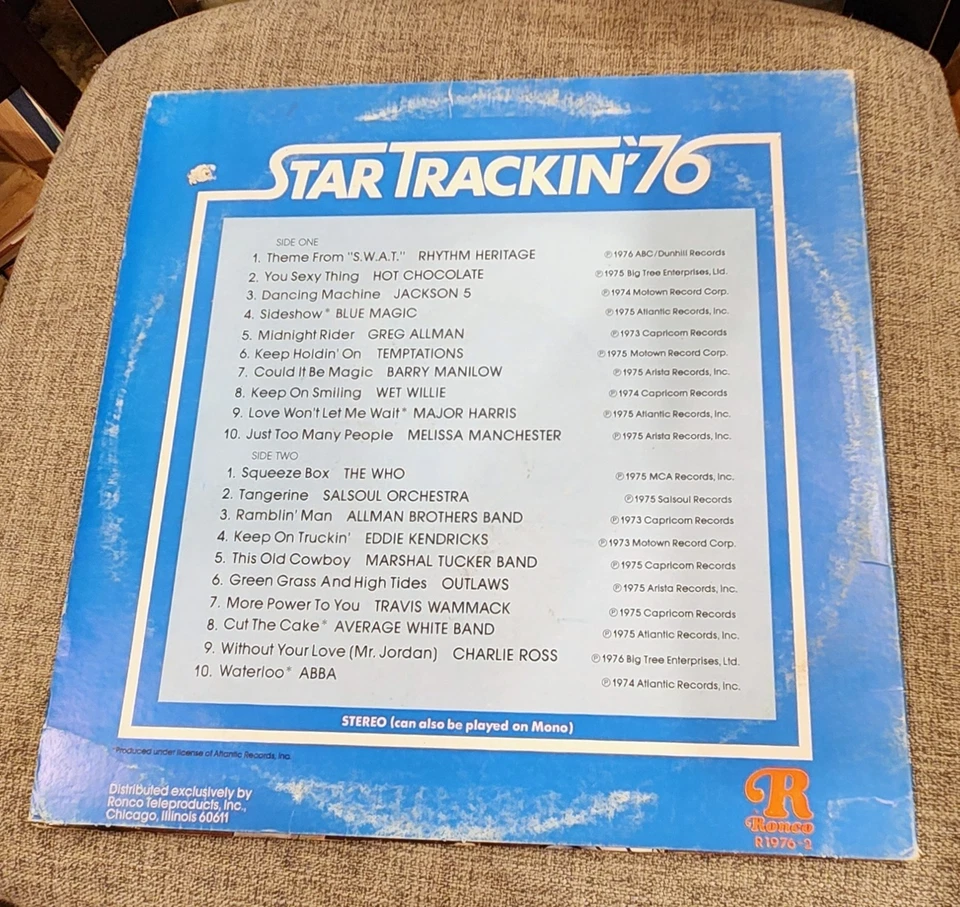 STAR TRACKIN' '76
SIDE ONE
1. Theme From "S.W.A.T." RHYTHM HERITAGE ℗1976 ABC/Dunhill Records
2. You Sexy Thing HOT CHOCOLATE ℗1975 Big Tree Enterprises, Ltd.
3. Dancing Machine JACKSON 5 ℗1974 Motown Record Corp.
4. Sideshow* BLUE MAGIC ℗1975 Atlantic Records, Inc.
5. Midnight Rider GREG ALLMAN ℗1973 Capricorn Records
6. Keep Holdin' On TEMPTATIONS ℗1975 Motown Record Corp.
7. Could It Be Magic BARRY MANILOW ℗1975 Arista Records, Inc.
8. Keep On Smiling WET WILLIE ℗1974 Capricorn Records
9. Love Won't Let Me Wait* MAJOR HARRIS ℗1975 Atlantic Records, Inc.
10. Just Too Many People MELISSA MANCHESTER ℗1975 Arista Records, Inc.
SIDE TWO
1. Squeeze Box THE WHO ℗1975 MCA Records, Inc.
2. Tangerine SALSOUL ORCHESTRA ℗1975 Salsoul Records
3. Ramblin' Man ALLMAN BROTHERS BAND ℗1973 Capricorn Records
4. Keep On Truckin' EDDIE KENDRICKS ℗1973 Motown Record Corp.
5. This Old Cowboy MARSHAL TUCKER BAND ℗1975 Capricorn Records
6. Green Grass And High Tides OUTLAWS ℗1975 Arista Records, Inc.
7. More Power To You TRAVIS WAMMACK ℗1975 Capricorn Records
8. Cut The Cake* AVERAGE WHITE BAND ℗1975 Atlantic Records, Inc.
9. Without Your Love (Mr. Jordan) CHARLIE ROSS ℗1976 Big Tree Enterprises, Ltd.
10. Waterloo* ABBA ℗1974 Atlantic Records, Inc.
STEREO (can also be played on Mono)
*Produced under license of Atlantic Records, Inc.
Distributed exclusively by
Ronco Teleproducts, Inc.,
Chicago, Illinois 60611
R
Ronco
R1976-2